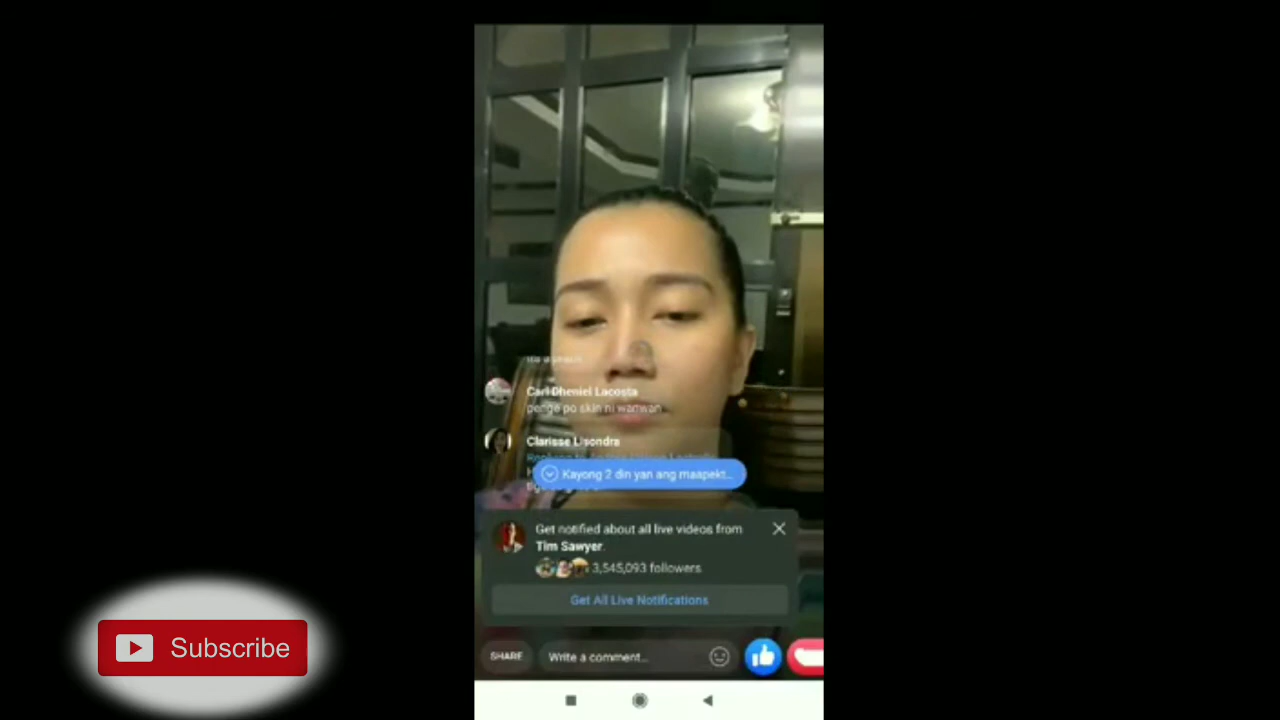 Carl Dheniel Lacosta
penge po skin ni wanwan
Clarisse Lisondra
Kayong 2 din yan ang maapekt...
Get notified about all live videos from
Tim Sawyer.
3,545,093 followers
Get All Live Notifications
SHARE
Write a comment...
Subscribe